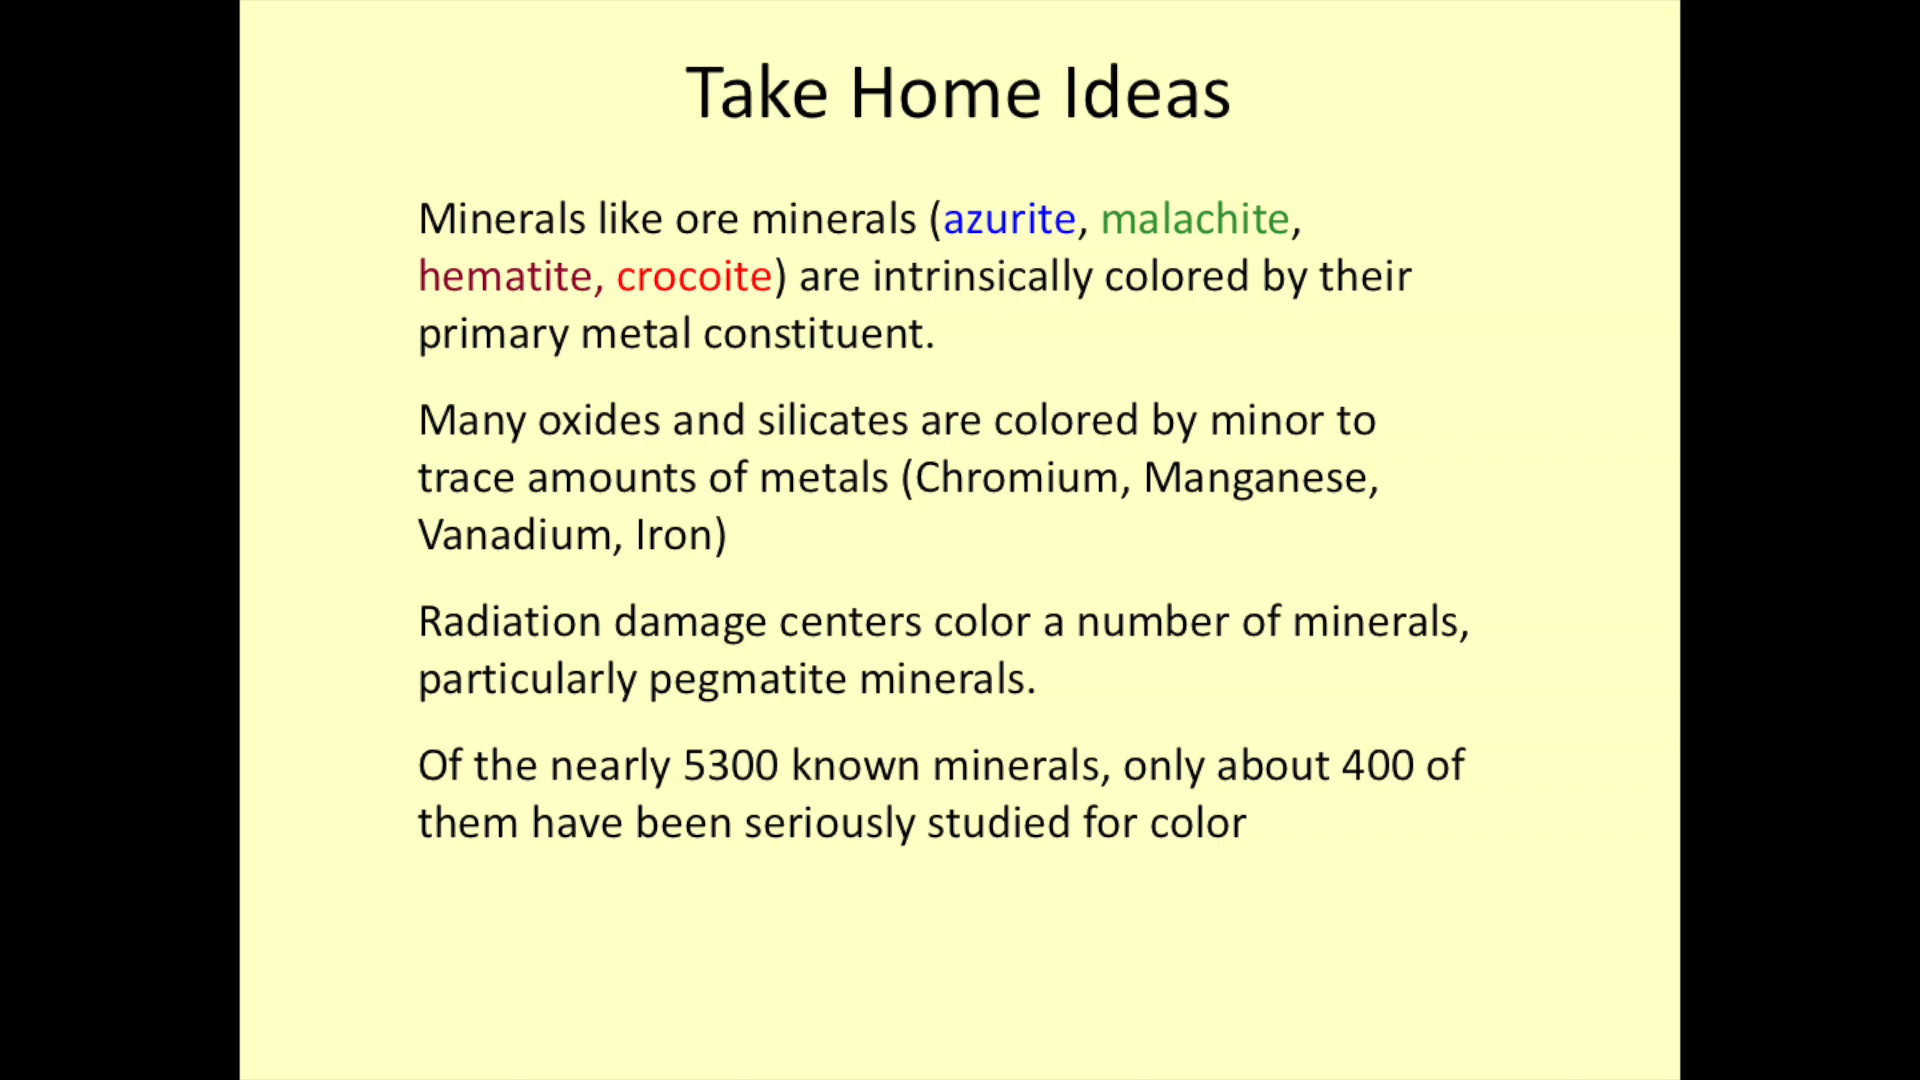 Take Home Ideas
Minerals like ore minerals (azurite, malachite,
hematite, crocoite) are intrinsically colored by their
primary metal constituent.
Many oxides and silicates are colored by minor to
trace amounts of metals (Chromium, Manganese,
Vanadium, Iron)
Radiation damage centers color a number of minerals,
particularly pegmatite minerals.
Of the nearly 5300 known minerals, only about 400 of
them have been seriously studied for color